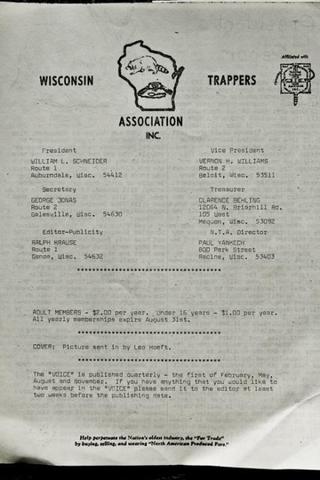 Affiliated with
WISCONSIN TRAPPERS
ASSOCIATION
INC.
President
WILLIAM L. SCHNEIDER
Route 1
Auburndale, Wisc. 54412
Vice President
VERNON H. WILLIAMS
Route 2
Beloit, Wisc. 53511
Secretary
GEORGE JONAS
Route 2
Galesville, Wisc. 54630
Treasurer
CLARENCE BEHLING
12064 N. Briarhill Rd.
105 West
Mequon, Wisc. 53092
Editor-Publicity
RALPH KRAUSE
Route 1
Genoa, Wisc. 54632
N.T.A. Director
PAUL YANKECH
800 Park Street
Racine, Wisc. 53403
ADULT MEMBERS - $2.00 per year. Under 16 years - $1.00 per year.
All yearly memberships expire August 31st.
COVER: Picture sent in by Leo Hoefs.
The "VOICE" is published quarterly - the first of February, May,
August and November. If you have anything that you would like to
have appear in the "VOICE" please send it to the editor at least
two weeks before the publishing date.
Help perpetuate the Nation's oldest industry, the "Fur Trade"
by buying, selling, and wearing "North American Produced Furs."